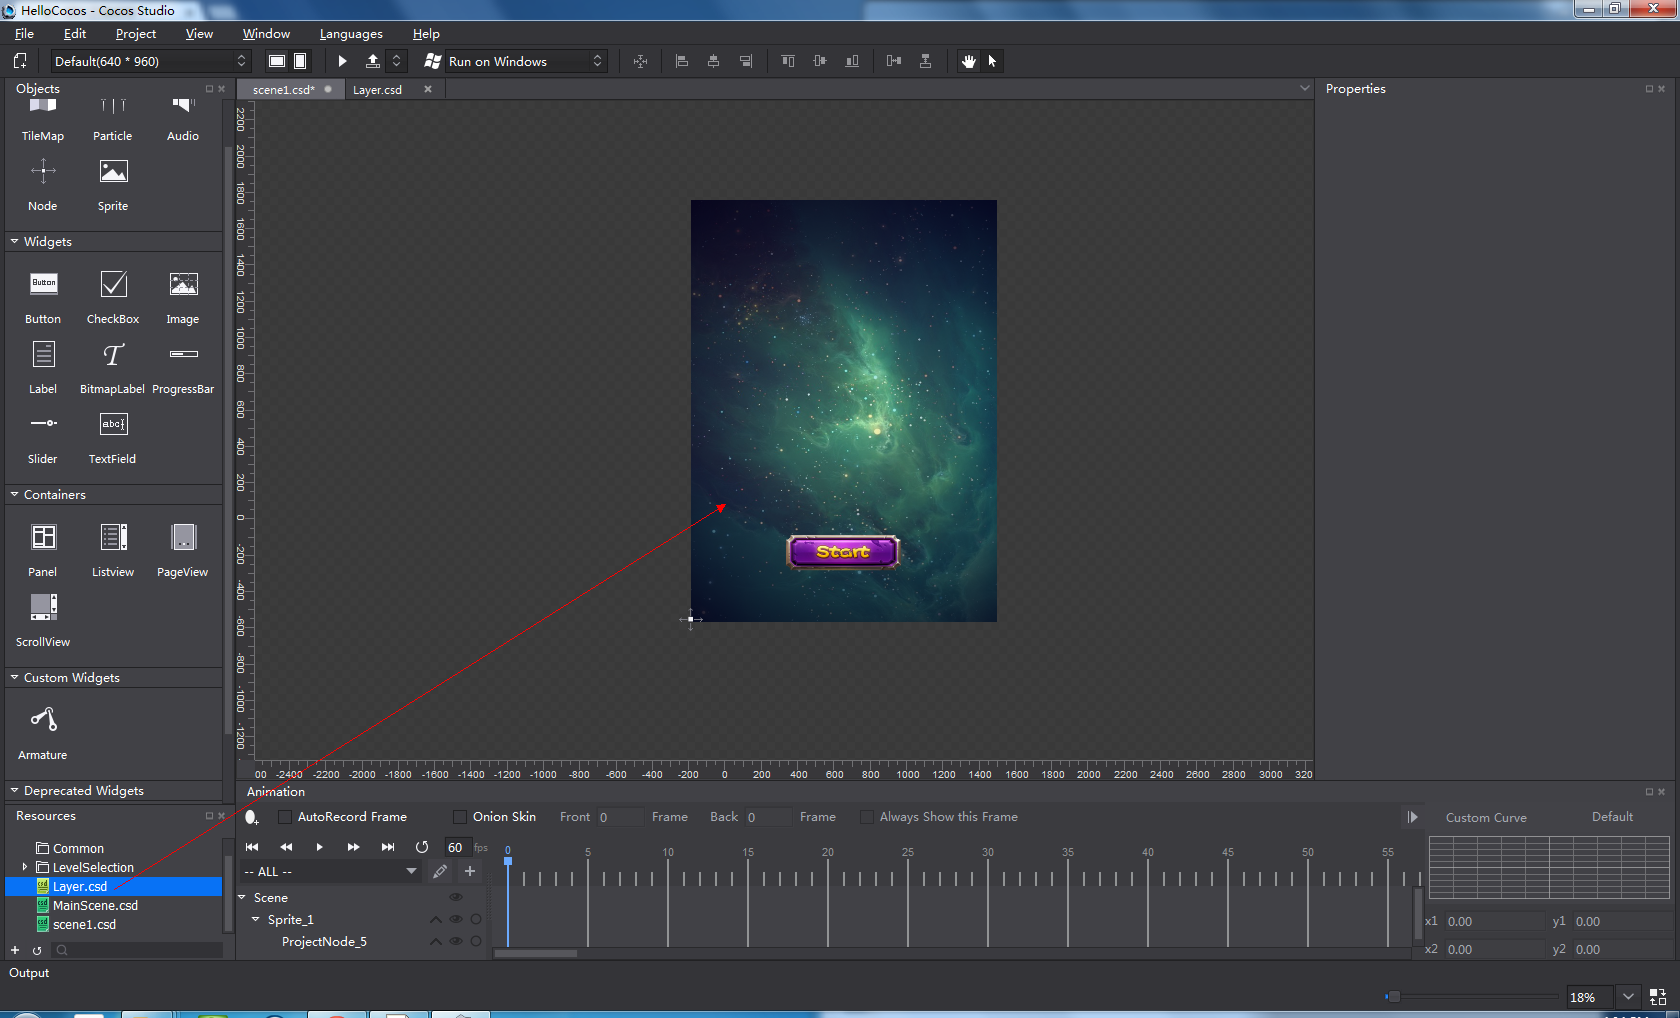 HelloCocos - Cocos Studio
File Edit Project View Window Languages Help
Default(640 * 960) Run on Windows
Objects
scene1.csd* Layer.csd
Properties
TileMap Particle Audio
Node Sprite
Widgets
Button
Button CheckBox Image
Label BitmapLabel ProgressBar
abc
Slider TextField
Containers
Panel Listview PageView
ScrollView
Custom Widgets
Armature
Deprecated Widgets
2200
2000
1800
1600
1400
1200
1000
800
600
400
200
0
-200
-400
-600
-800
-1000
-1200
Start
00 -2400 -2200 -2000 -1800 -1600 -1400 -1200 -1000 -800 -600 -400 -200 0 200 400 600 800 1000 1200 1400 1600 1800 2000 2200 2400 2600 2800 3000 320
Resources
Common
LevelSelection
Layer.csd
MainScene.csd
scene1.csd
Animation
AutoRecord Frame Onion Skin Front 0 Frame Back 0 Frame Always Show this Frame
Custom Curve Default
60 fps 0 5 10 15 20 25 30 35 40 45 50 55
-- ALL --
Scene
Sprite_1
ProjectNode_5
x1 0.00 y1 0.00
x2 0.00 y2 0.00
Output
18%